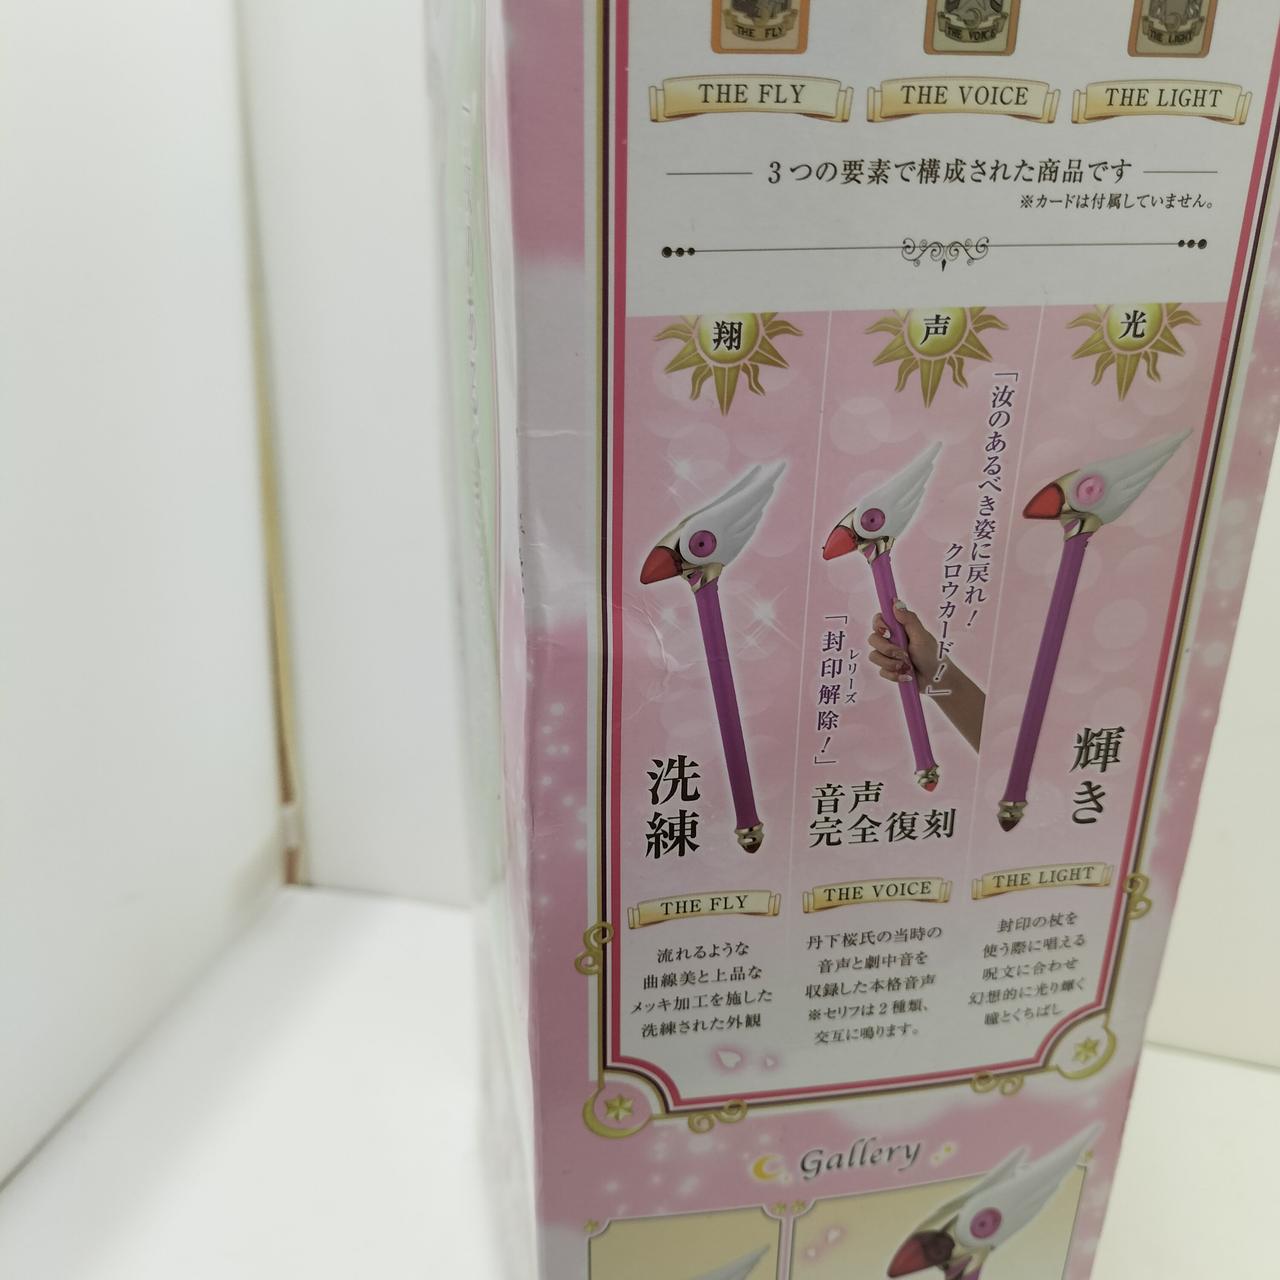 THE FLY
THE VOICE
THE LIGHT
THE FLY
THE VOICE
THE LIGHT
3つの要素で構成された商品です
※カードは付属していません。
翔
声
光
洗練
「封印解除！」
レリーズ
「汝のあるべき姿に戻れ！
クロウカード！」
音声
完全復刻
輝き
THE FLY
流れるような
曲線美と上品な
メッキ加工を施した
洗練された外観
THE VOICE
丹下桜氏の当時の
音声と劇中音を
収録した本格音声
※セリフは2種類、
交互に鳴ります。
THE LIGHT
封印の杖を
使う際に唱える
呪文に合わせ
幻想的に光り輝く
瞳とくちばし
Gallery